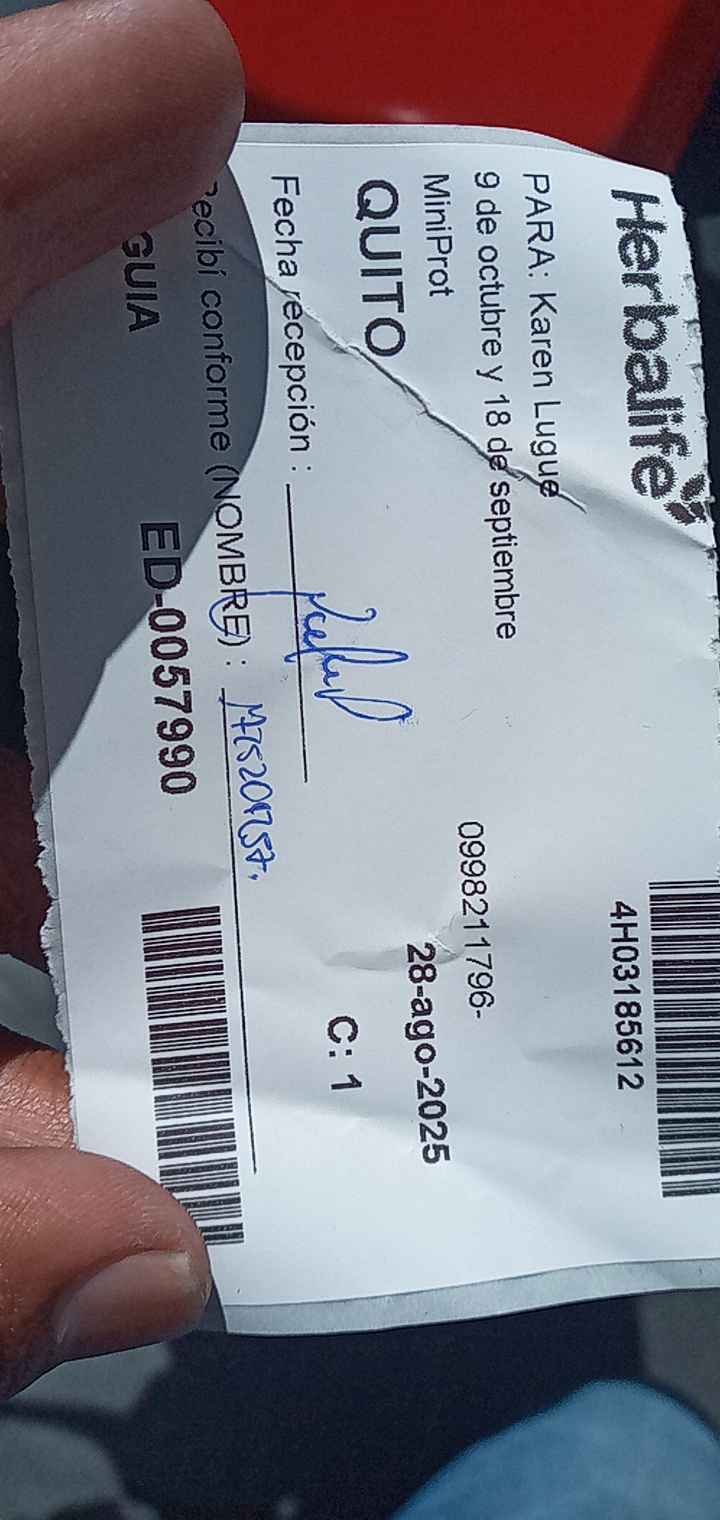 Herbalife
4H03185612
PARA: Karen Lugue
9 de octubre y 18 de septiembre
0998211796-
MiniProt
28-ago-2025
QUITO
C: 1
Fecha recepción :
Recibí conforme (NOMBRE) :
GUIA ED-0057990